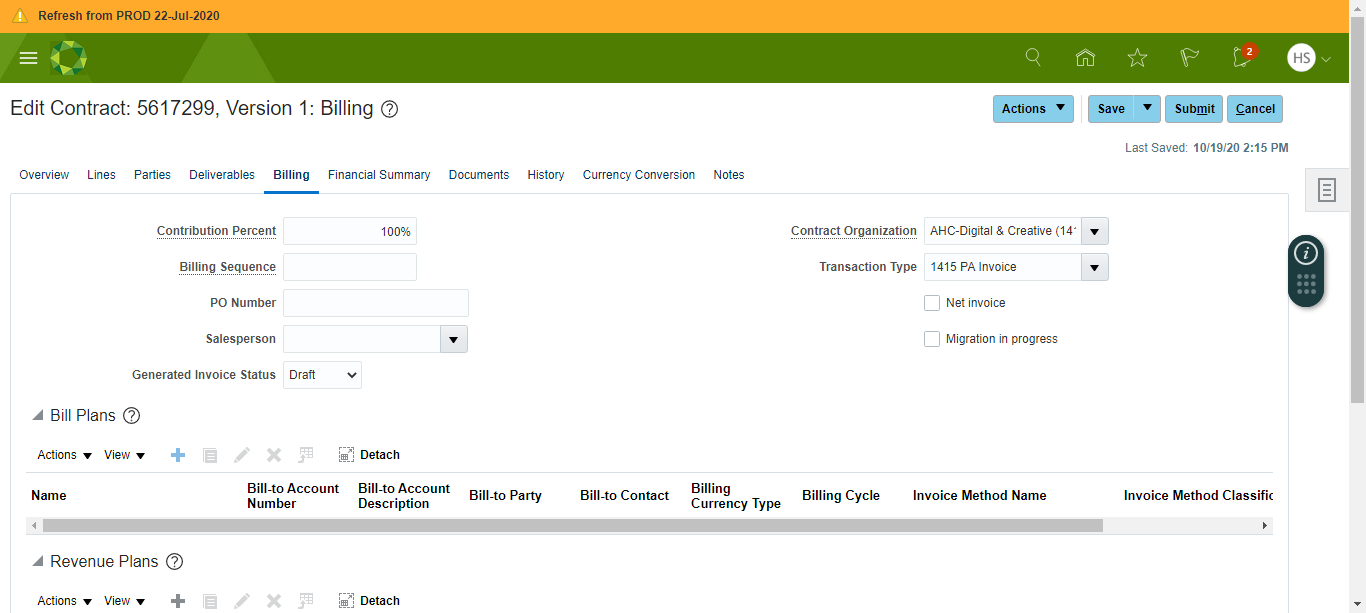 Refresh from PROD 22-Jul-2020
2
HS
Edit Contract: 5617299, Version 1: Billing
Actions Save Submit Cancel
Last Saved: 10/19/20 2:15 PM
Overview Lines Parties Deliverables Billing Financial Summary Documents History Currency Conversion Notes
Contribution Percent 100%
Contract Organization AHC-Digital & Creative (141
Billing Sequence
Transaction Type 1415 PA Invoice
PO Number
Net invoice
Salesperson
Migration in progress
Generated Invoice Status Draft
Bill Plans
Actions View Detach
Name Bill-to Account Number Bill-to Account Description Bill-to Party Bill-to Contact Billing Currency Type Billing Cycle Invoice Method Name Invoice Method Classific
Revenue Plans
Actions View Detach